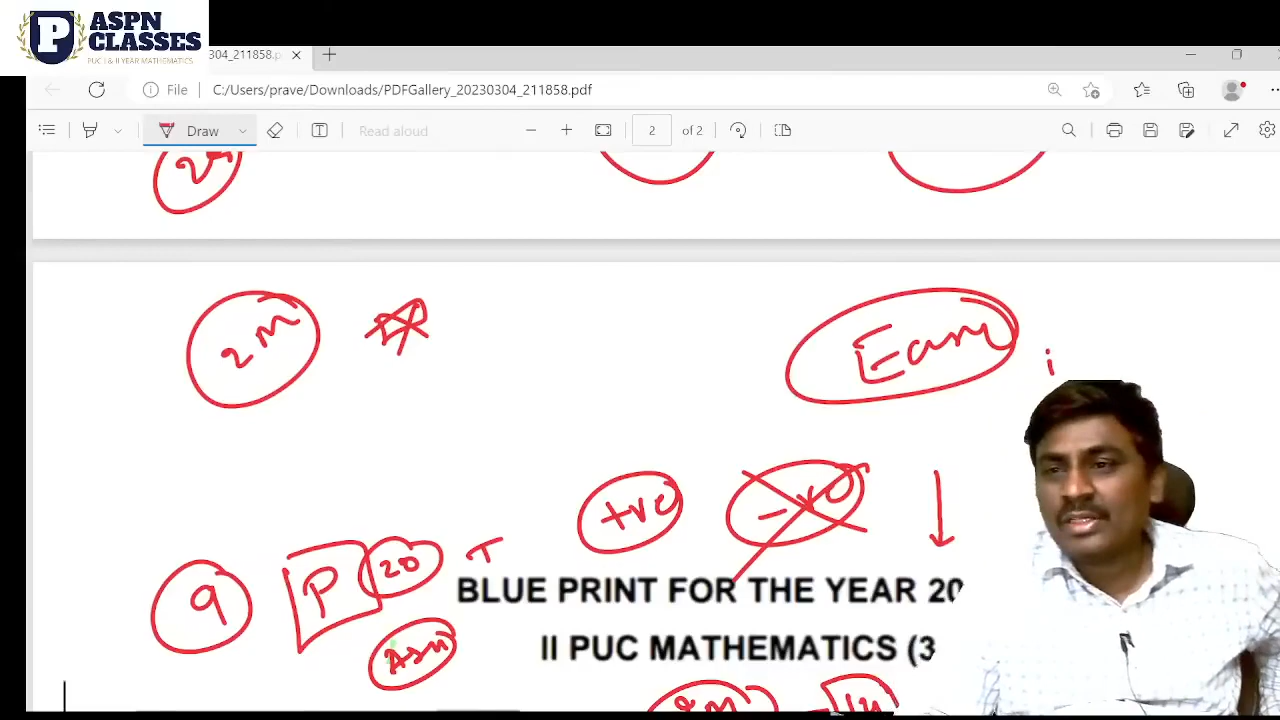 ASPN
CLASSES
PUC I & II YEAR MATHEMATICS
304_211858.p
File
C:/Users/prave/Downloads/PDFGallery_20230304_211858.pdf
Draw
Read aloud
2
of 2
2M
+ve
-ve
9
P
20
BLUE PRINT FOR THE YEAR 20
II PUC MATHEMATICS (3